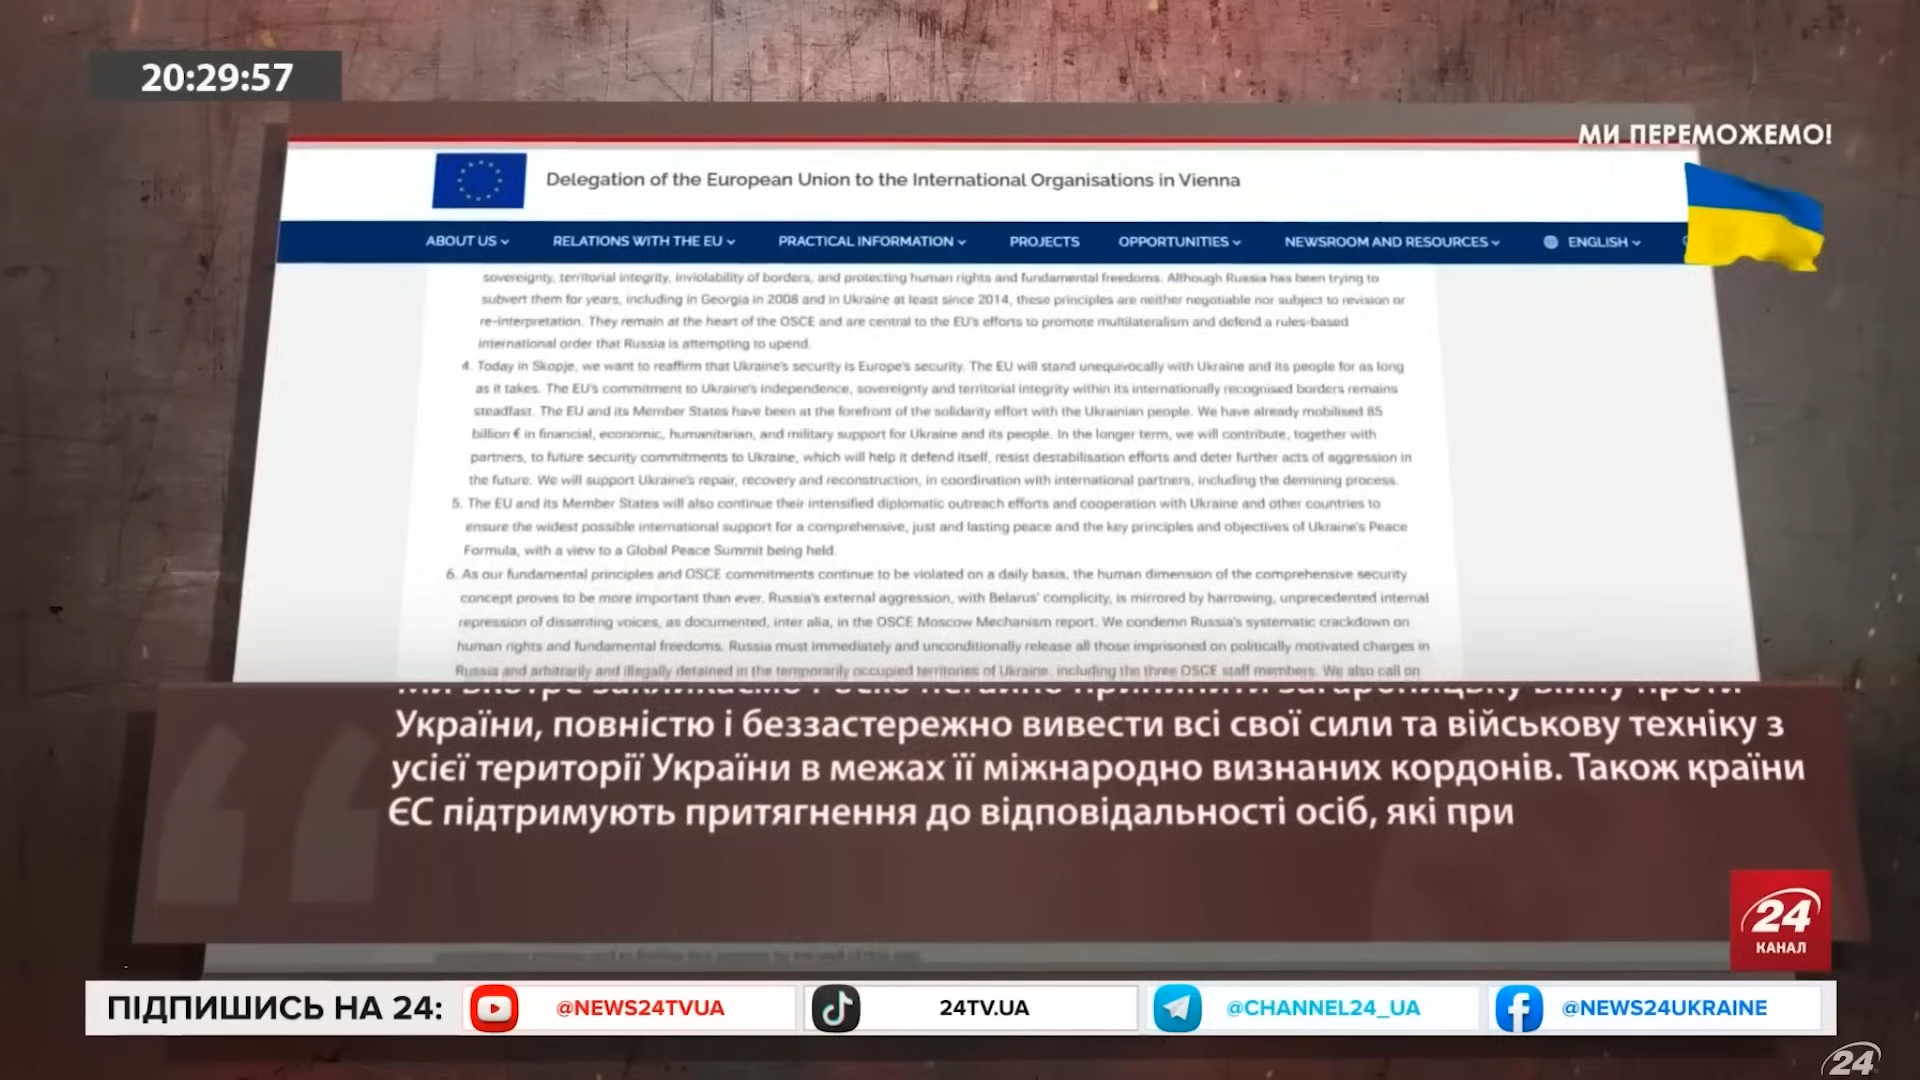 20:29:57
МИ ПЕРЕМОЖЕМО!
Delegation of the European Union to the International Organisations in Vienna
ABOUT US RELATIONS WITH THE EU PRACTICAL INFORMATION PROJECTS OPPORTUNITIES NEWSROOM AND RESOURCES ENGLISH
sovereignty, territorial integrity, inviolability of borders, and protecting human rights and fundamental freedoms. Although Russia has been trying to
subvert them for years, including in Georgia in 2008 and in Ukraine at least since 2014, these principles are neither negotiable nor subject to revision or
re-interpretation. They remain at the heart of the OSCE and are central to the EU's efforts to promote multilateralism and defend a rules-based
international order that Russia is attempting to upend.
4. Today in Skopje, we want to reaffirm that Ukraine's security is Europe's security. The EU will stand unequivocally with Ukraine and its people for as long
as it takes. The EU's commitment to Ukraine's independence, sovereignty and territorial integrity within its internationally recognised borders remains
steadfast. The EU and its Member States have been at the forefront of the solidarity effort with the Ukrainian people. We have already mobilised 85
billion € in financial, economic, humanitarian, and military support for Ukraine and its people. In the longer term, we will contribute, together with
partners, to future security commitments to Ukraine, which will help it defend itself, resist destabilisation efforts and deter further acts of aggression in
the future. We will support Ukraine's repair, recovery and reconstruction, in coordination with international partners, including the demining process.
5. The EU and its Member States will also continue their intensified diplomatic outreach efforts and cooperation with Ukraine and other countries to
ensure the widest possible international support for a comprehensive, just and lasting peace and the key principles and objectives of Ukraine's Peace
Formula, with a view to a Global Peace Summit being held.
6. As our fundamental principles and OSCE commitments continue to be violated on a daily basis, the human dimension of the comprehensive security
concept proves to be more important than ever. Russia's external aggression, with Belarus' complicity, is mirrored by harrowing, unprecedented internal
repression of dissenting voices, as documented, inter alia, in the OSCE Moscow Mechanism report. We condemn Russia's systematic crackdown on
human rights and fundamental freedoms. Russia must immediately and unconditionally release all those imprisoned on politically motivated charges in
Russia and arbitrarily and illegally detained in the temporarily occupied territories of Ukraine, including the three OSCE staff members. We also call on
України, повністю і беззастережно вивести всі свої сили та військову техніку з
усієї території України в межах її міжнародно визнаних кордонів. Також країни
ЄС підтримують притягнення до відповідальності осіб, які при
24
КАНАЛ
ПІДПИШИСЬ НА 24: @NEWS24TVUA 24TV.UA @CHANNEL24_UA @NEWS24UKRAINE
24